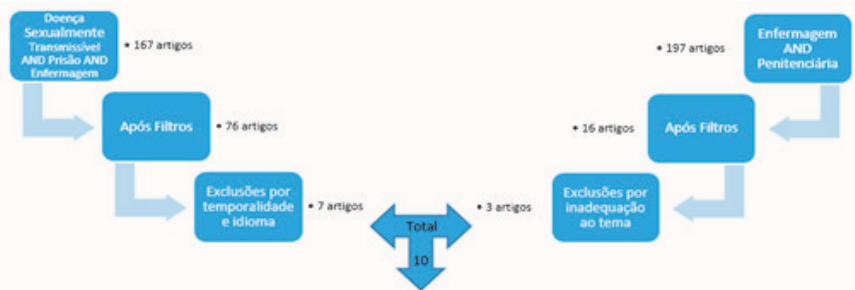 Doença
Sexualmente
Transmissível
AND Prisão AND
Enfermagem
• 167 artigos
Após Filtros
• 76 artigos
Exclusões por
temporalidade
e idioma
• 7 artigos
Total
10
Enfermagem
AND
Penitenciária
• 197 artigos
Após Filtros
• 16 artigos
Exclusões por
inadequação
ao tema
• 3 artigos